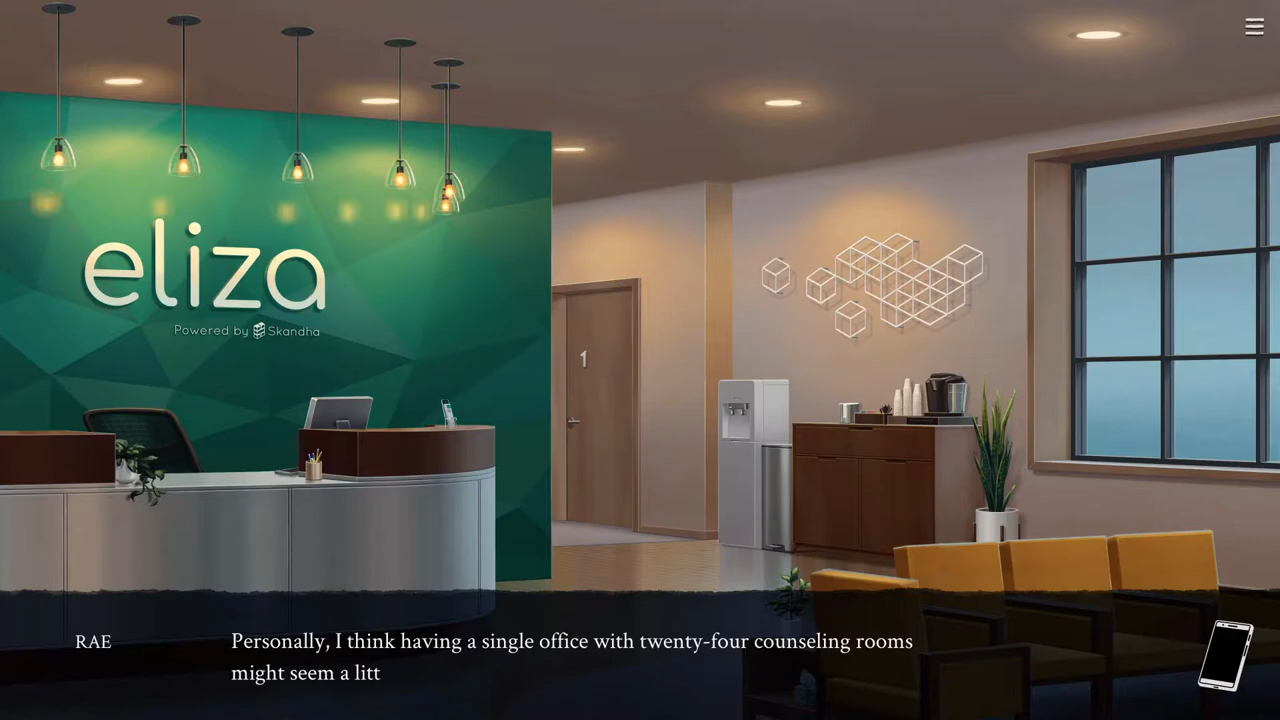 eliza
Powered by Skandha
1
RAE
Personally, I think having a single office with twenty-four counseling rooms
might seem a litt